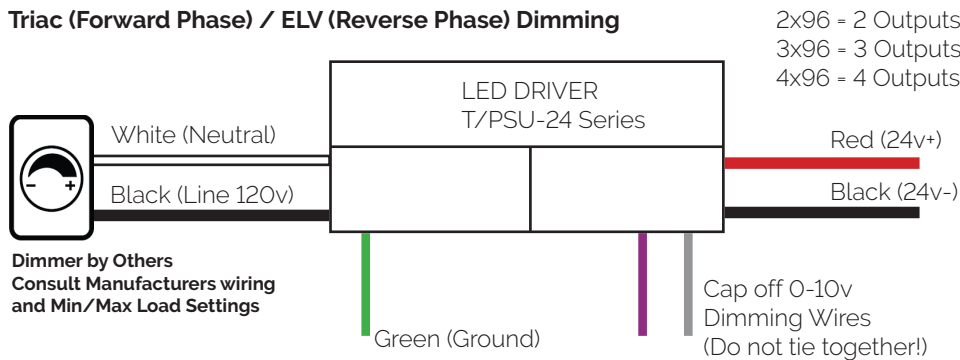 Triac (Forward Phase) / ELV (Reverse Phase) Dimming
2x96 = 2 Outputs
3x96 = 3 Outputs
4x96 = 4 Outputs
LED DRIVER
T/PSU-24 Series
White (Neutral)
Red (24v+)
- +
Black (Line 120v)
Black (24v-)
Dimmer by Others
Consult Manufacturers wiring
and Min/Max Load Settings
Green (Ground)
Cap off 0-10v
Dimming Wires
(Do not tie together!)